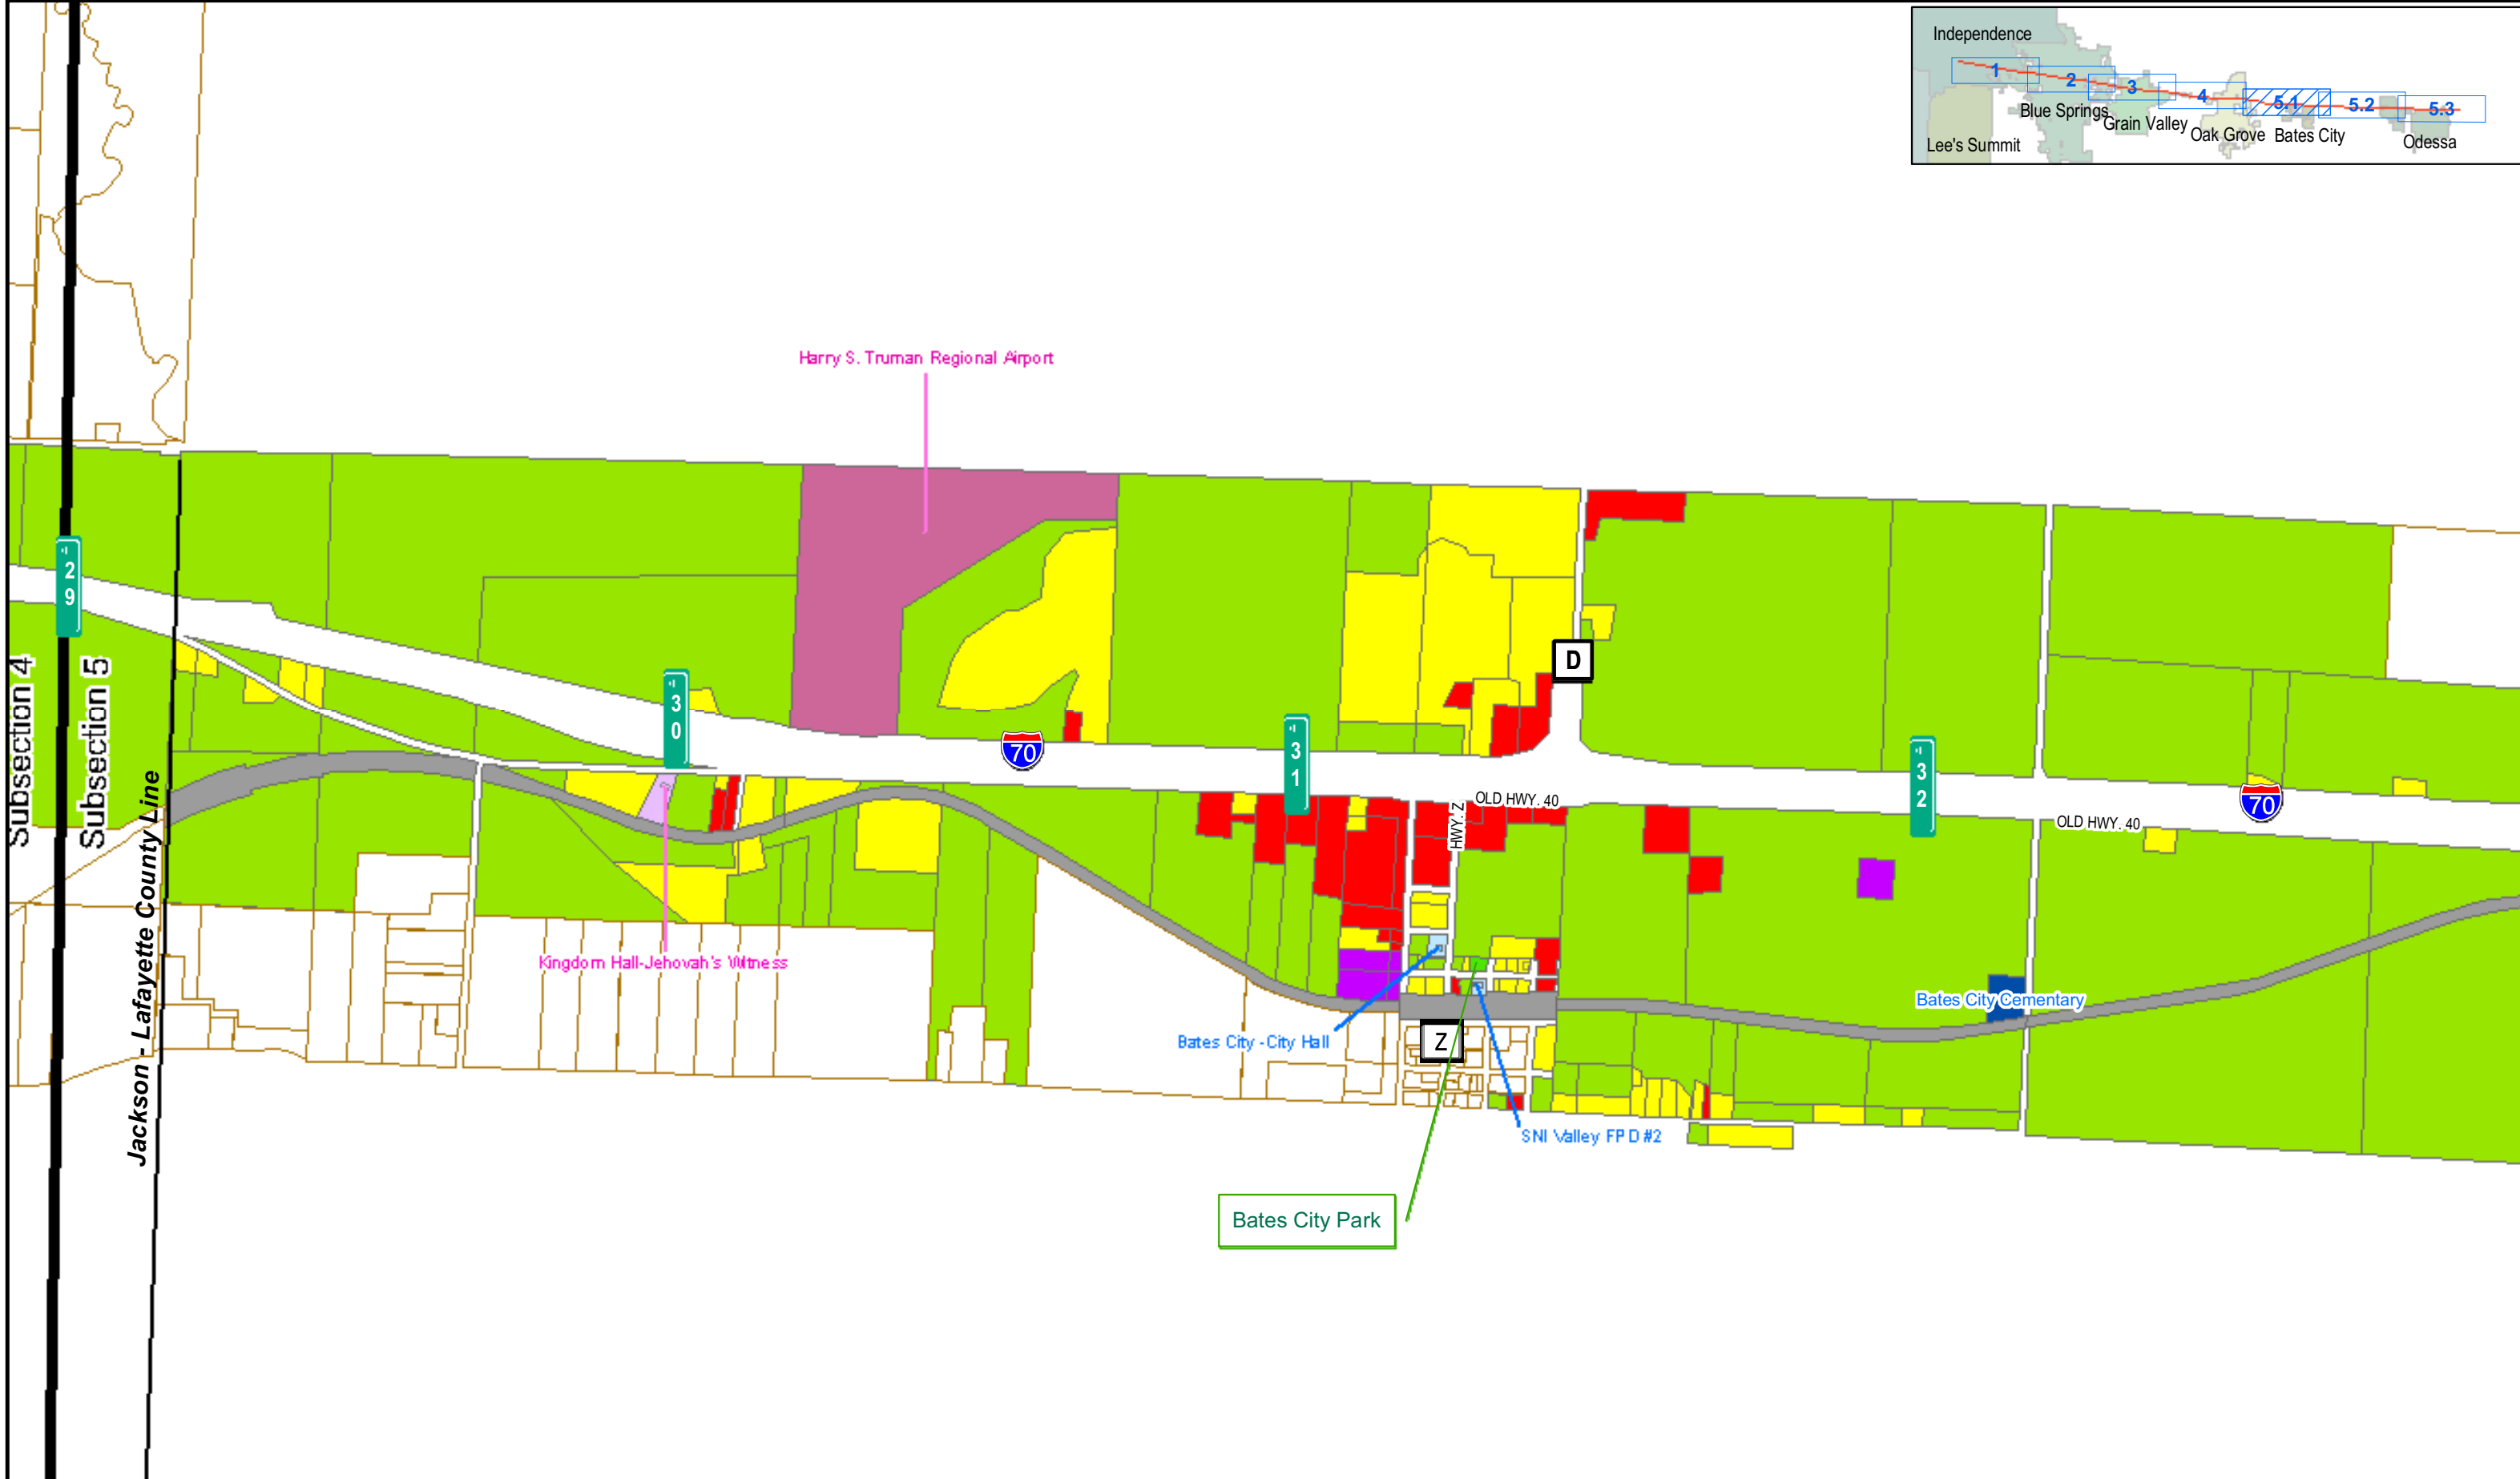 Independence
1
2
3
4
5.1
5.2
5.3
Blue Springs
Grain Valley
Oak Grove
Bates City
Lee's Summit
Odessa
Harry S. Truman Regional Airport
29
Subsection 4
Subsection 5
Jackson - Lafayette County Line
30
70
31
D
32
70
OLD HWY. 40
HWY. Z
OLD HWY. 40
Kingdom Hall-Jehovah's Witness
Bates City Cementary
Bates City -City Hall
Z
SNI Valley FPD #2
Bates City Park